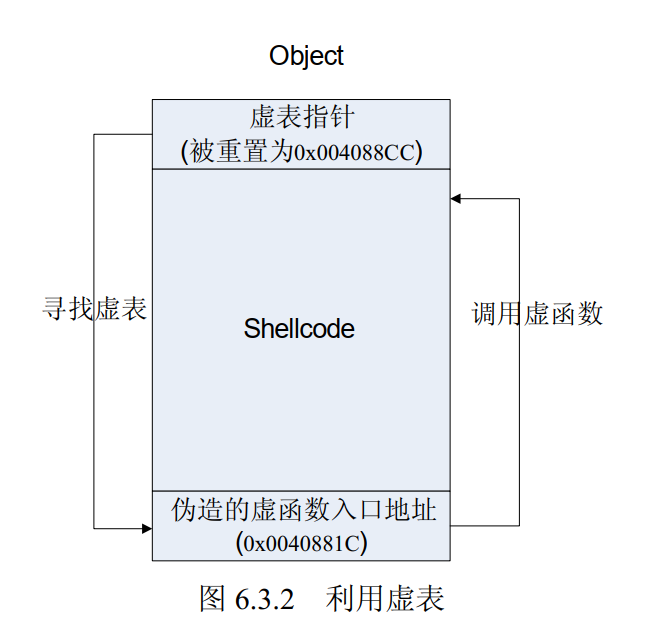 Object
虚表指针
(被重置为0x004088CC)
寻找虚表
Shellcode
调用虚函数
伪造的虚函数入口地址
(0x0040881C)
图 6.3.2 利用虚表